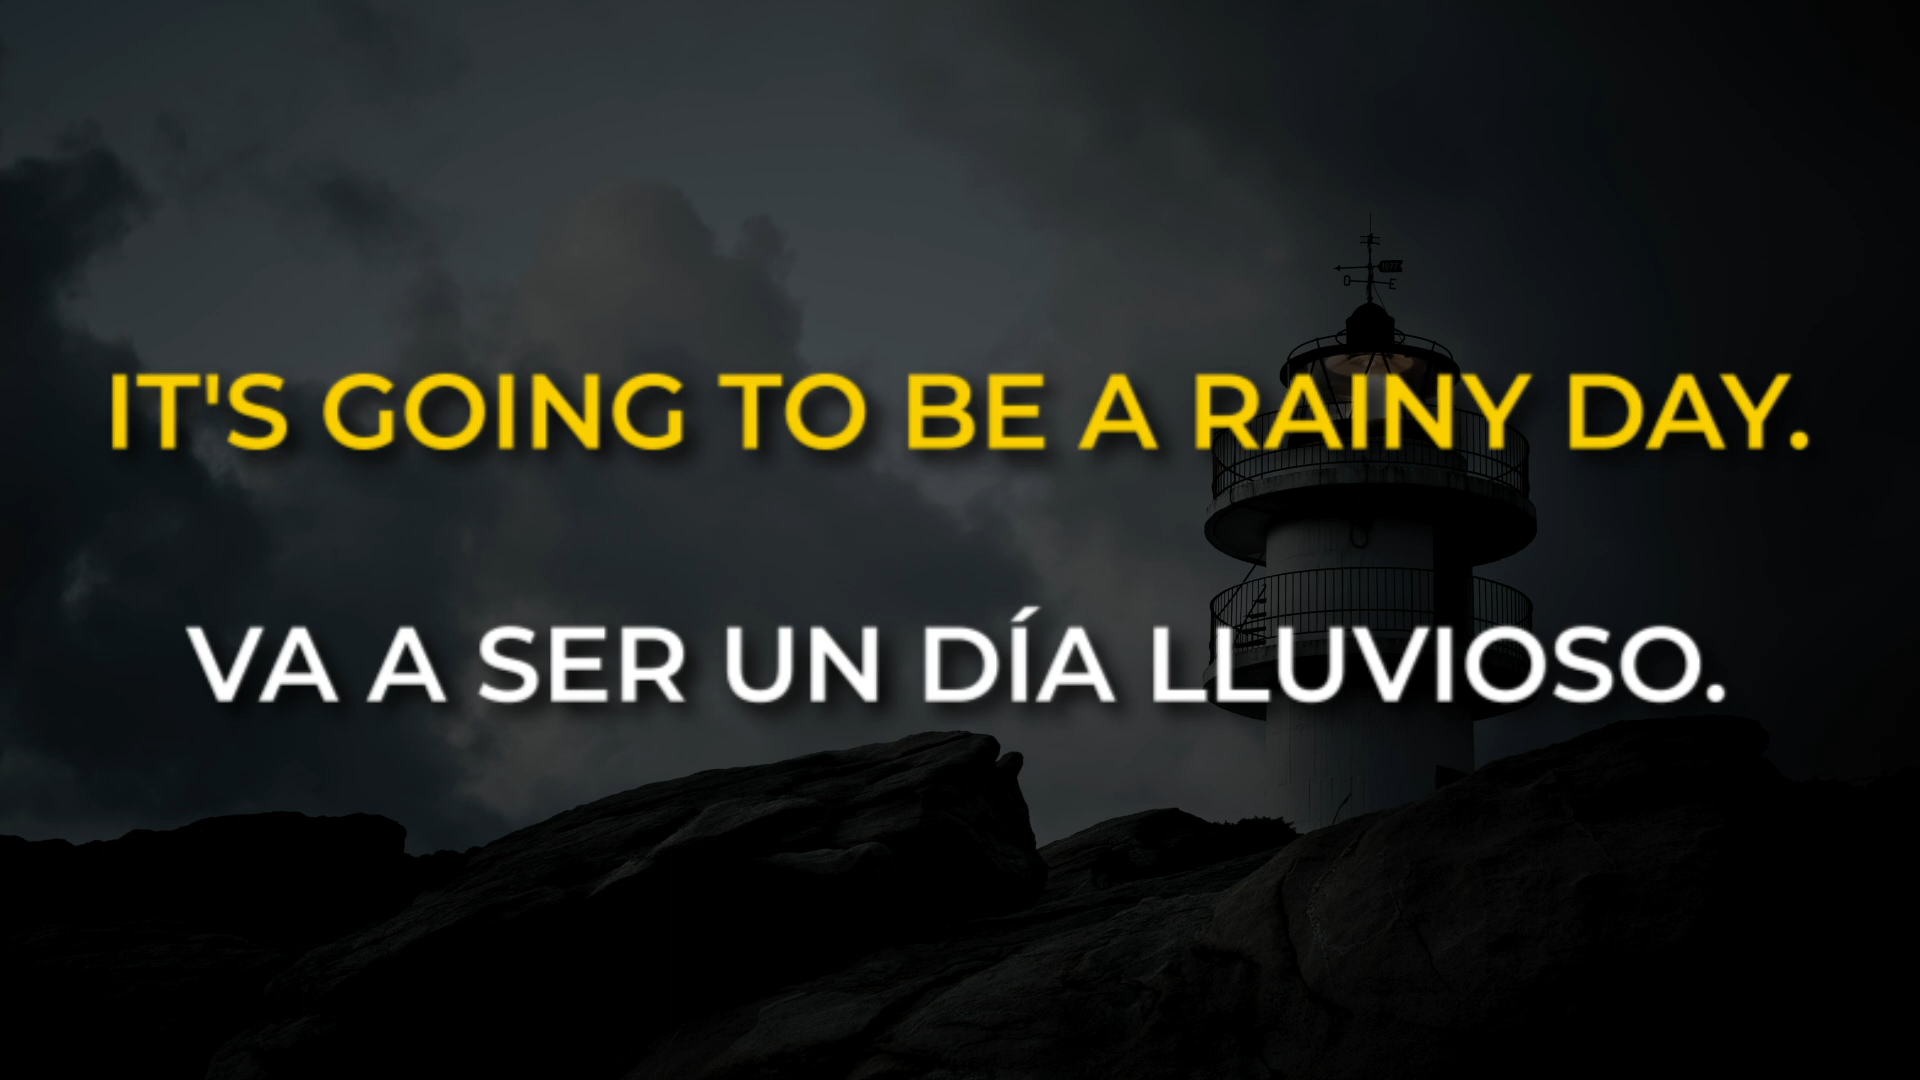 IT'S GOING TO BE A RAINY DAY.
VA A SER UN DÍA LLUVIOSO.